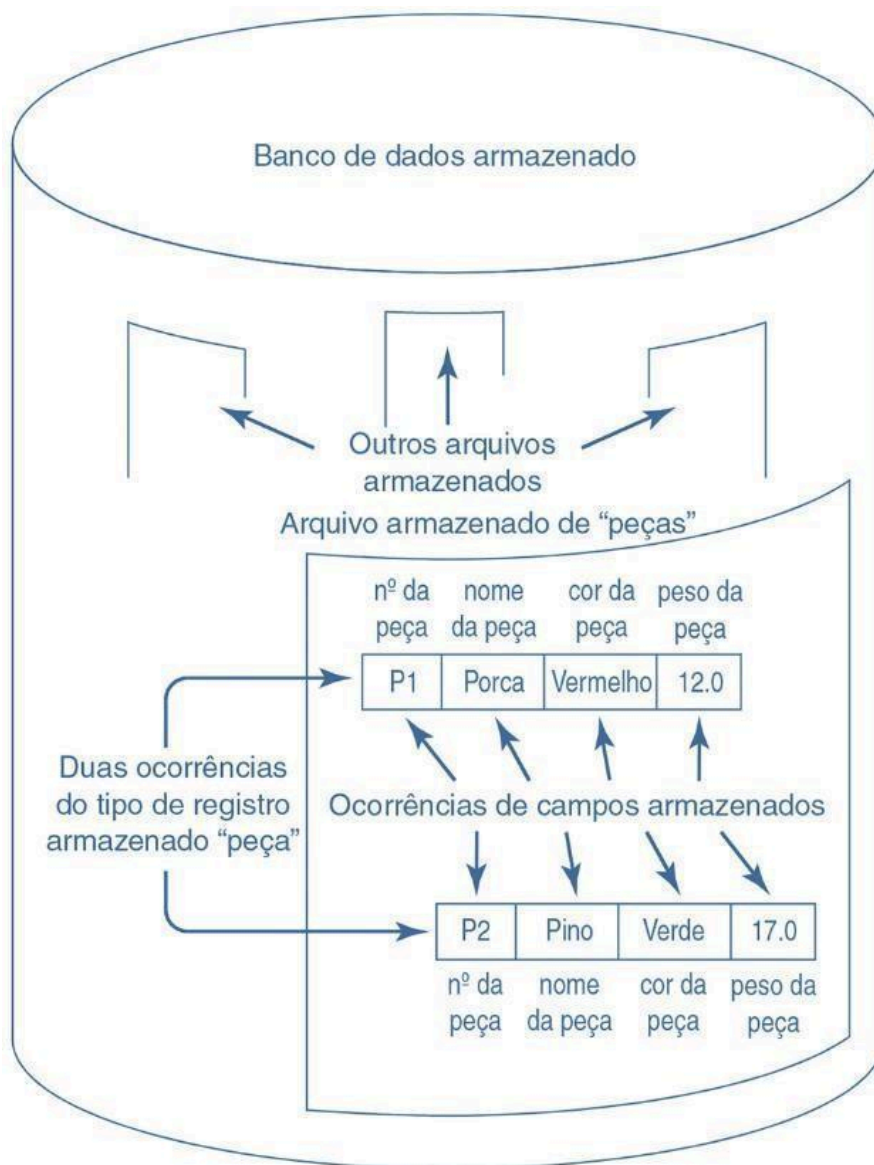 Banco de dados armazenado
Outros arquivos
armazenados
Arquivo armazenado de “peças”
nº da peça
nome da peça
cor da peça
peso da peça
P1 Porca Vermelho 12.0
Duas ocorrências
do tipo de registro
armazenado “peça”
Ocorrências de campos armazenados
P2 Pino Verde 17.0
nº da peça
nome da peça
cor da peça
peso da peça